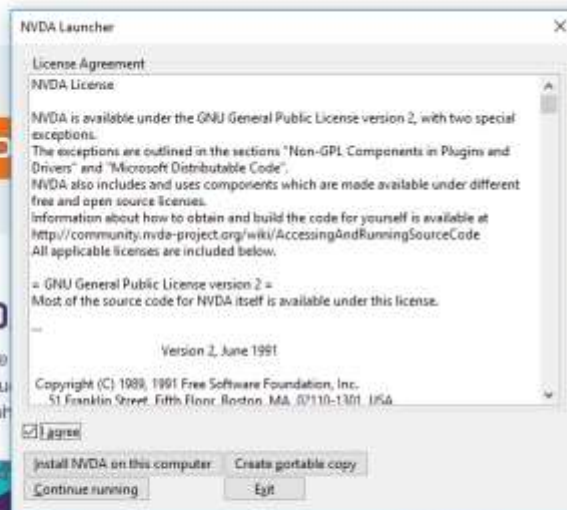 NVDA Launcher
License Agreement
NVDA License
NVDA is available under the GNU General Public License version 2, with two special
exceptions.
The exceptions are outlined in the sections "Non-GPL Components in Plugins and
Drivers" and "Microsoft Distributable Code".
NVDA also includes and uses components which are made available under different
free and open source licenses.
Information about how to obtain and build the code for yourself is available at
http://community.nvda-project.org/wiki/AccessingAndRunningSourceCode
All applicable licenses are included below.
= GNU General Public License version 2 =
Most of the source code for NVDA itself is available under this license.
...
Version 2, June 1991
Copyright (C) 1989, 1991 Free Software Foundation, Inc.
51 Franklin Street, Fifth Floor, Boston, MA 02110-1301, USA
I agree
Install NVDA on this computer Create portable copy
Continue running Exit